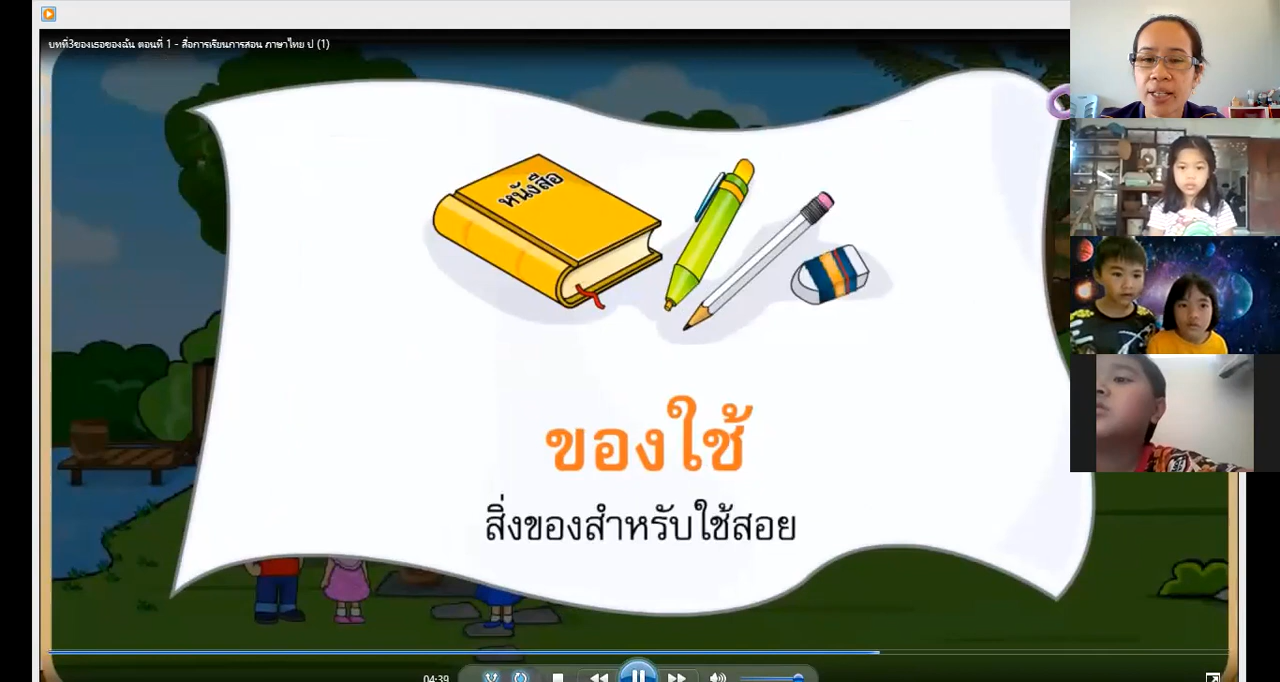 บทที่3ของเธอของฉัน ตอนที่ 1 - สื่อการเรียนการสอน ภาษาไทย ป (1)
หนังสือ
ของใช้
สิ่งของสำหรับใช้สอย
04:39